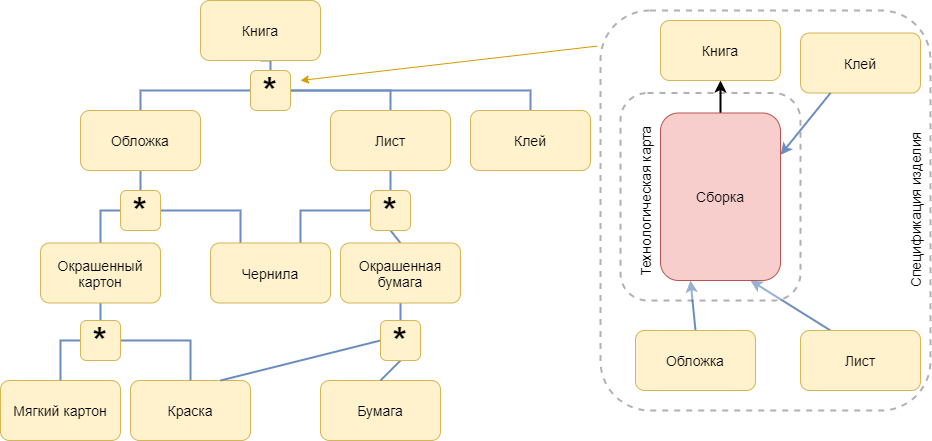 Книга
*
Обложка
Лист
Клей
*
*
Окрашенный
картон
Чернила
Окрашенная
бумага
*
*
Мягкий картон
Краска
Бумага
Книга
Клей
Технологическая карта
Сборка
Спецификация изделия
Обложка
Лист